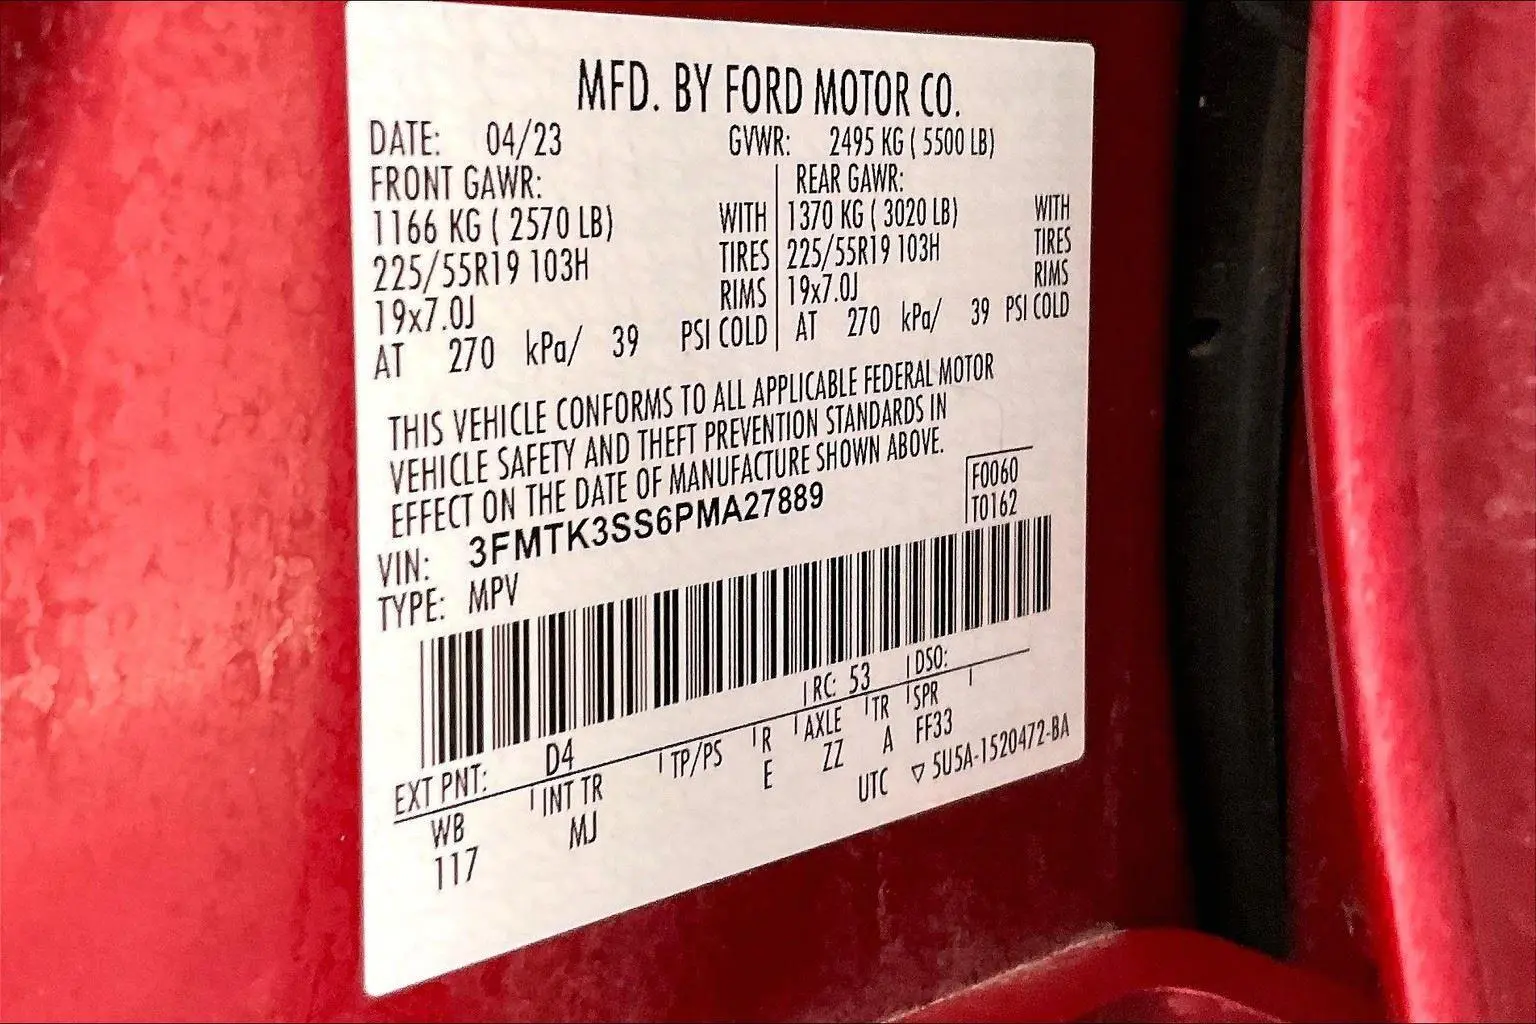 MFD. BY FORD MOTOR CO.
DATE: 04/23 GVWR: 2495 KG ( 5500 LB)
FRONT GAWR: REAR GAWR:
1166 KG ( 2570 LB) WITH 1370 KG ( 3020 LB) WITH
225/55R19 103H TIRES 225/55R19 103H TIRES
19x7.0J RIMS 19x7.0J RIMS
AT 270 kPa/ 39 PSI COLD AT 270 kPa/ 39 PSI COLD
THIS VEHICLE CONFORMS TO ALL APPLICABLE FEDERAL MOTOR
VEHICLE SAFETY AND THEFT PREVENTION STANDARDS IN
EFFECT ON THE DATE OF MANUFACTURE SHOWN ABOVE.
F0060
VIN: 3FMTK3SS6PMA27889 T0162
TYPE: MPV
RC: 53 DSO:
EXT PNT: D4
WB INT TR TP/PS R AXLE TR SPR
117 MJ E ZZ A FF33
UTC ▽ 5U5A-1520472-BA